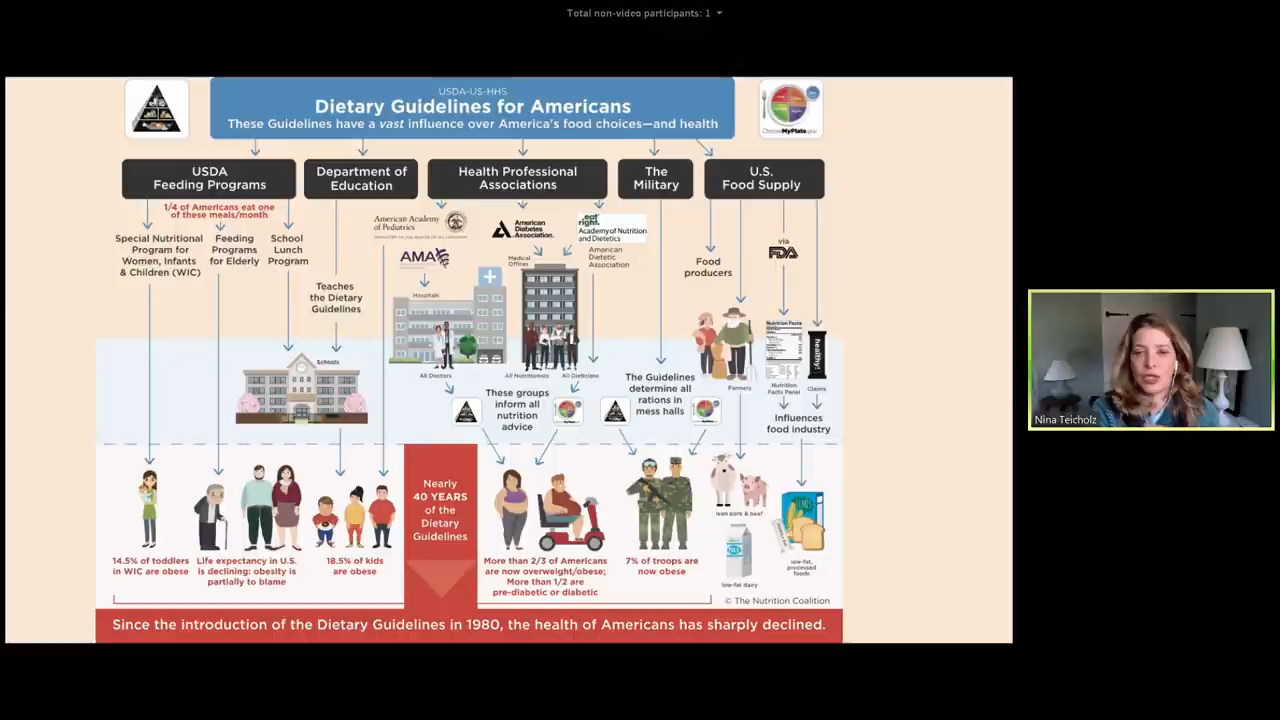 Total non-video participants: 1
USDA-US-HHS
Dietary Guidelines for Americans
These Guidelines have a vast influence over America's food choices—and health
ChooseMyPlate.gov
USDA
Feeding Programs
Department of
Education
Health Professional
Associations
The
Military
U.S.
Food Supply
1/4 of Americans eat one
of these meals/month
Special Nutritional
Program for
Women, Infants
& Children (WIC)
Feeding
Programs
for Elderly
School
Lunch
Program
Teaches
the Dietary
Guidelines
American Academy
of Pediatrics
AMA
American
Diabetes
Association.
eat
right.
Academy of Nutrition
and Dietetics
American
Dietetic
Association
Medical
Offices
Hospitals
Food
producers
via
FDA
Schools
All Doctors
All Nutritionists
All Dieticians
These groups
inform all
nutrition
advice
The Guidelines
determine all
rations in
mess halls
Farmers
Nutrition Facts
healthy!
Nutrition
Facts Panel
Claims
Influences
food industry
Nearly
40 YEARS
of the
Dietary
Guidelines
14.5% of toddlers
in WIC are obese
Life expectancy in U.S.
is declining: obesity is
partially to blame
18.5% of kids
are obese
More than 2/3 of Americans
are now overweight/obese;
More than 1/2 are
pre-diabetic or diabetic
7% of troops are
now obese
lean pork & beef
MILK
low-fat dairy
low-fat,
processed
foods
© The Nutrition Coalition
Since the introduction of the Dietary Guidelines in 1980, the health of Americans has sharply declined.
Nina Teicholz